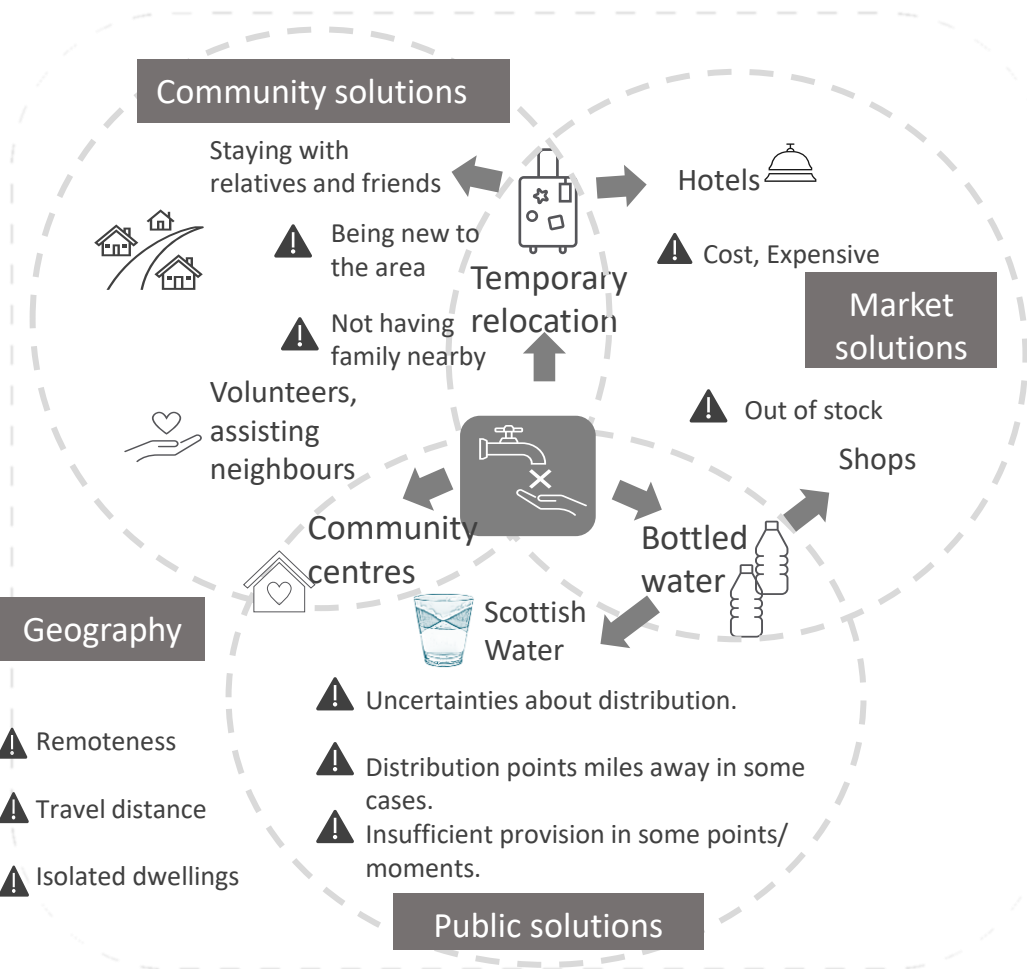 Community solutions
Staying with
relatives and friends
Being new to
the area
Not having
family nearby
Volunteers,
assisting
neighbours
Temporary
relocation
Hotels
Cost, Expensive
Market
solutions
Out of stock
Shops
Community
centres
Bottled
water
Scottish
Water
Geography
Remoteness
Travel distance
Isolated dwellings
Uncertainties about distribution.
Distribution points miles away in some
cases.
Insufficient provision in some points/
moments.
Public solutions